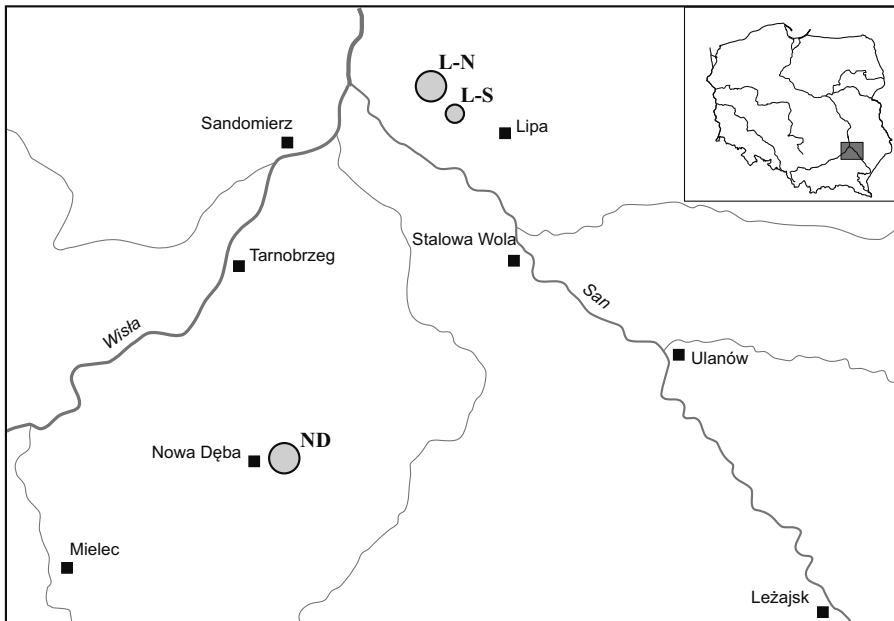 L-N
L-S
Sandomierz
Lipa
Stalowa Wola
Tarnobrzeg
San
Wisła
Ulanów
ND
Nowa Dęba
Mielec
Leżajsk